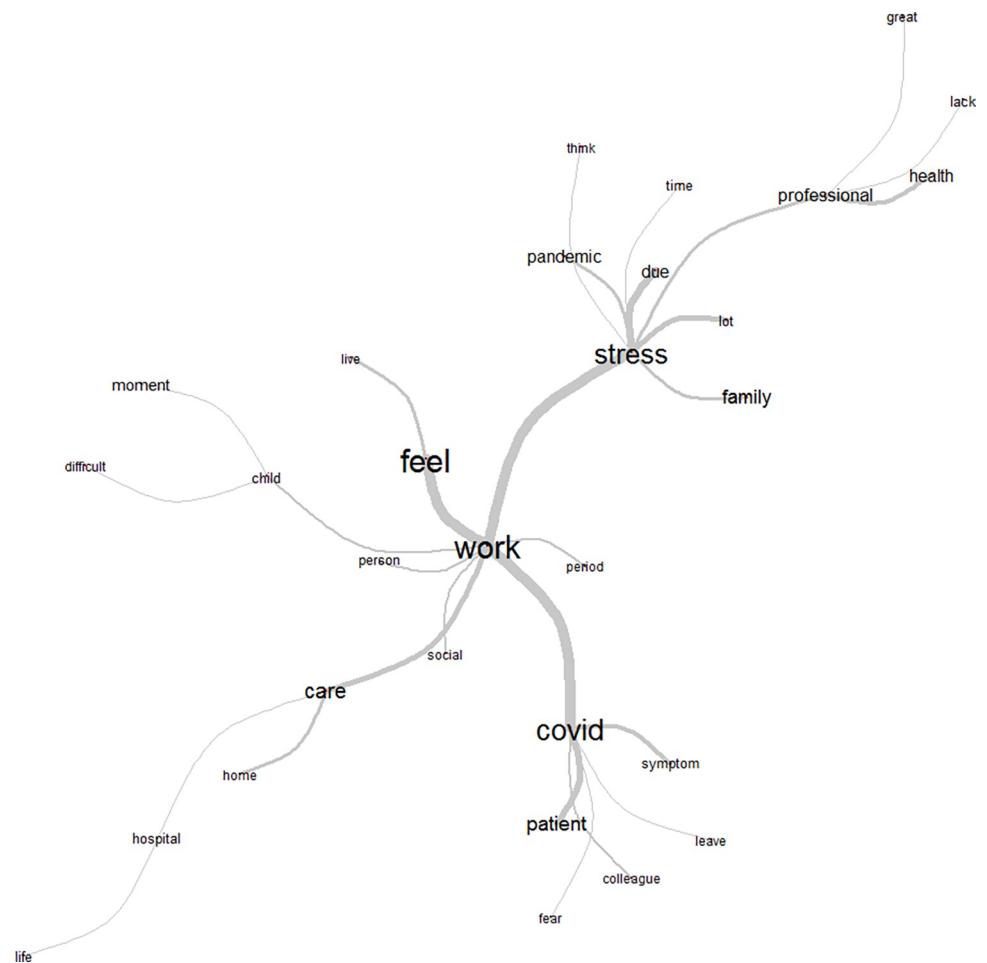 great
lack
think
health
time
professional
pandemic
due
lot
stress
live
moment
family
feel
difficult
child
work
person
period
social
care
covid
symptom
home
patient
hospital
leave
colleague
fear
life